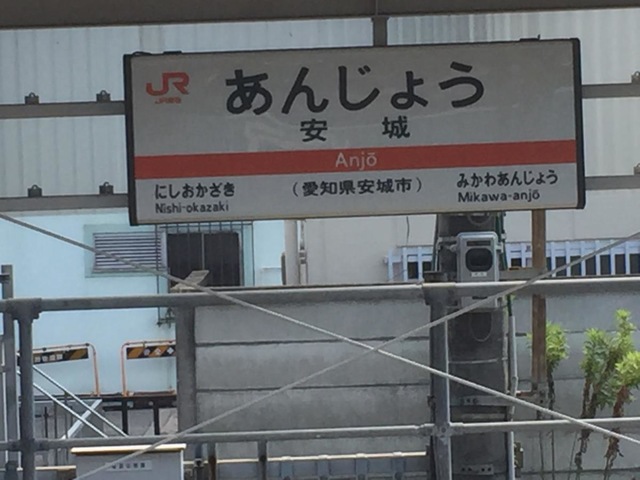 JR
JR東海
あんじょう
安城
Anjō
にしおかざき
Nishi-okazaki
（愛知県安城市）
みかわあんじょう
Mikawa-anjō